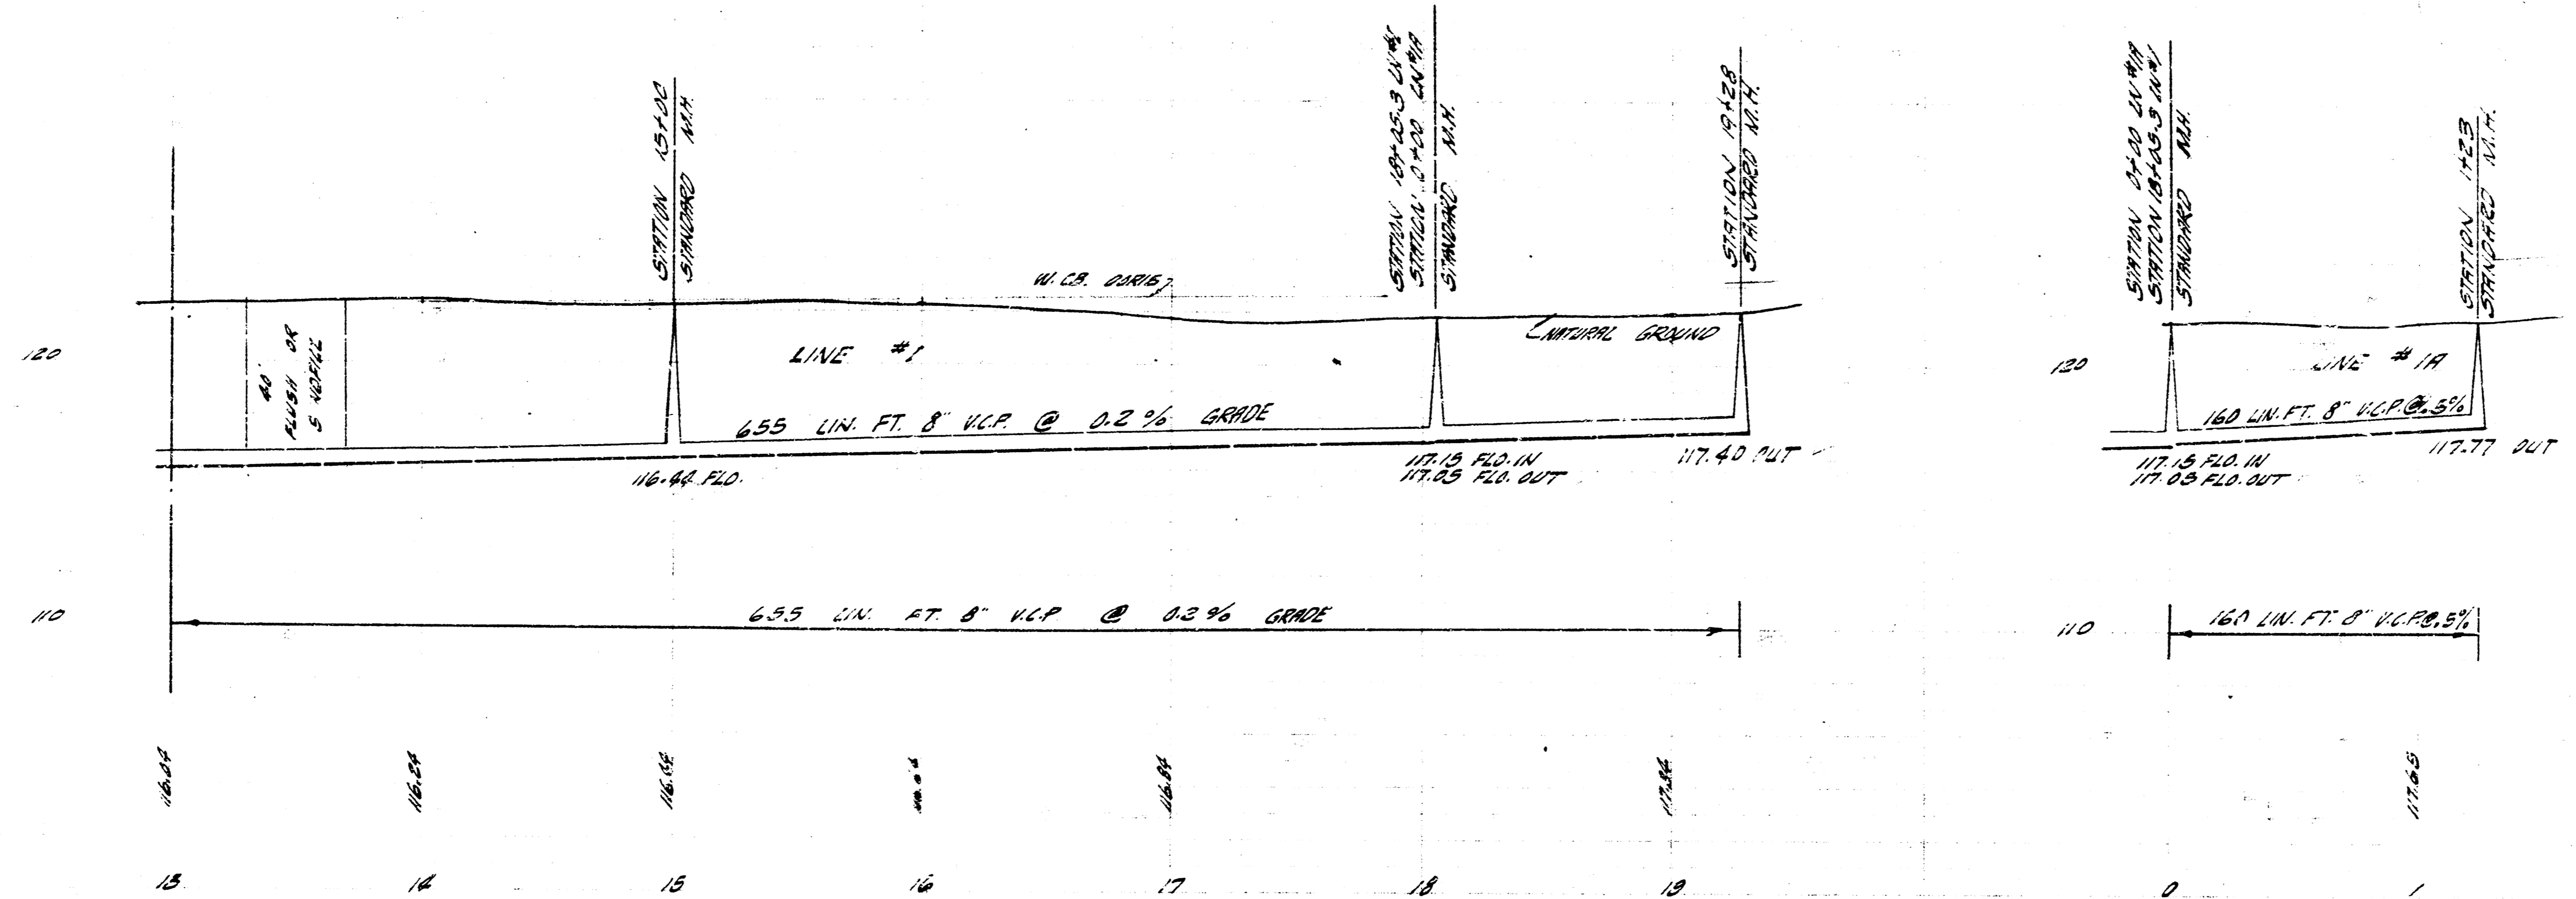 STATION 15+00
STANDARD M.H.
STATION 18+05.3 LN#1
STATION 0+00 LN#1A
STANDARD M.H.
STATION 19+28
STANDARD M.H.
STATION 0+00 LN#1A
STATION 18+05.3 LN#1
STANDARD M.H.
STATION 1+23
STANDARD M.H.
W. CB.
120
40'
FLUSH OR
LINE #1
NATURAL GROUND
655 LIN. FT. 8" V.C.P. @ 0.2% GRADE
116.44 FLO.
117.15 FLO. IN
117.05 FLO. OUT
117.40 OUT
120
LINE #1A
160 LIN. FT. 8" V.C.P. @ .5%
117.15 FLO. IN
117.05 FLO. OUT
117.77 OUT
110
655 LIN. FT. 8" V.C.P. @ 0.2% GRADE
110
160 LIN. FT. 8" V.C.P. @ .5%
116.04
116.24
116.44
116.84
117.34
117.65
13
14
15
16
17
18
19
0
1